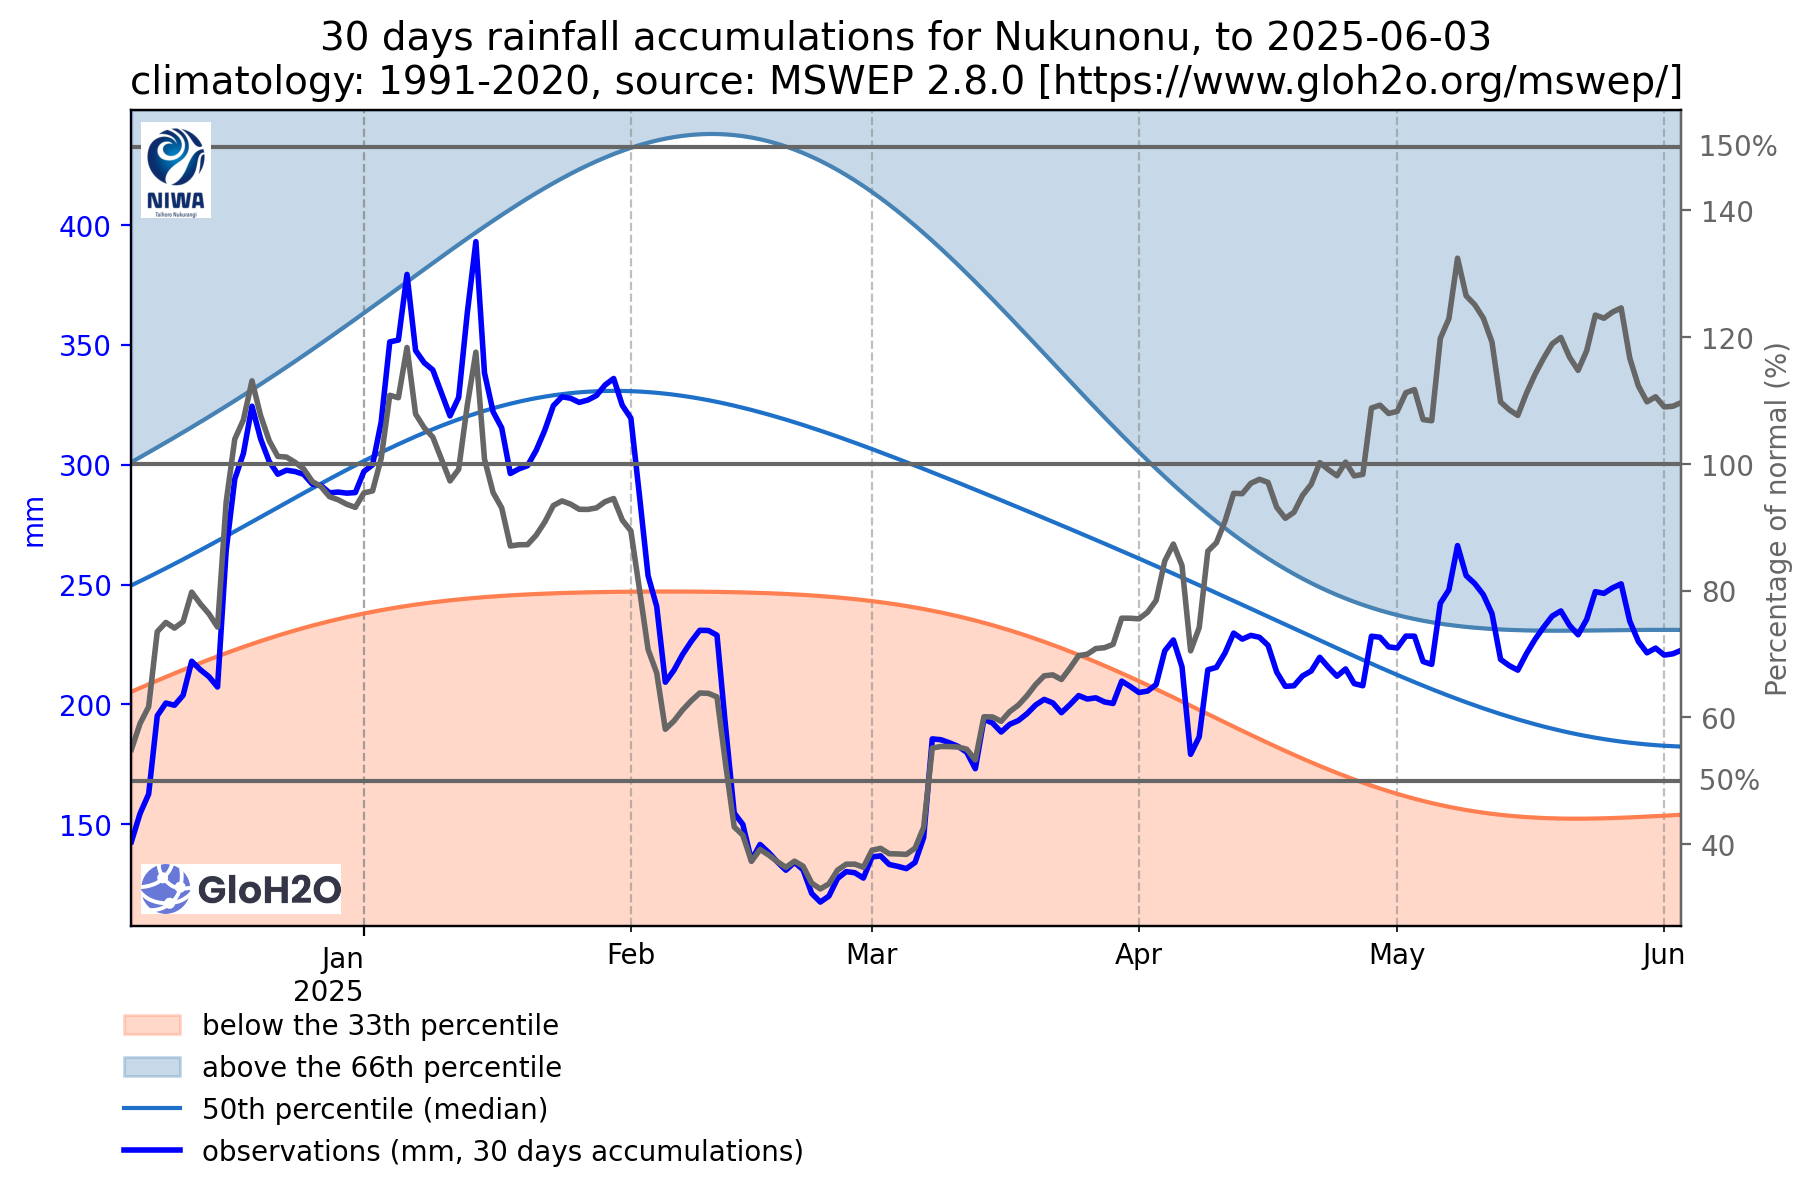 30 days rainfall accumulations for Nukunonu, to 2025-06-03
climatology: 1991-2020, source: MSWEP 2.8.0 [https://www.gloh2o.org/mswep/]
NIWA
Taihoro Nukurangi
150%
140
120
100
80
60
50%
40
Percentage of normal (%)
400
350
300
250
200
150
mm
GloH2O
Jan
2025
Feb
Mar
Apr
May
Jun
below the 33th percentile
above the 66th percentile
50th percentile (median)
observations (mm, 30 days accumulations)